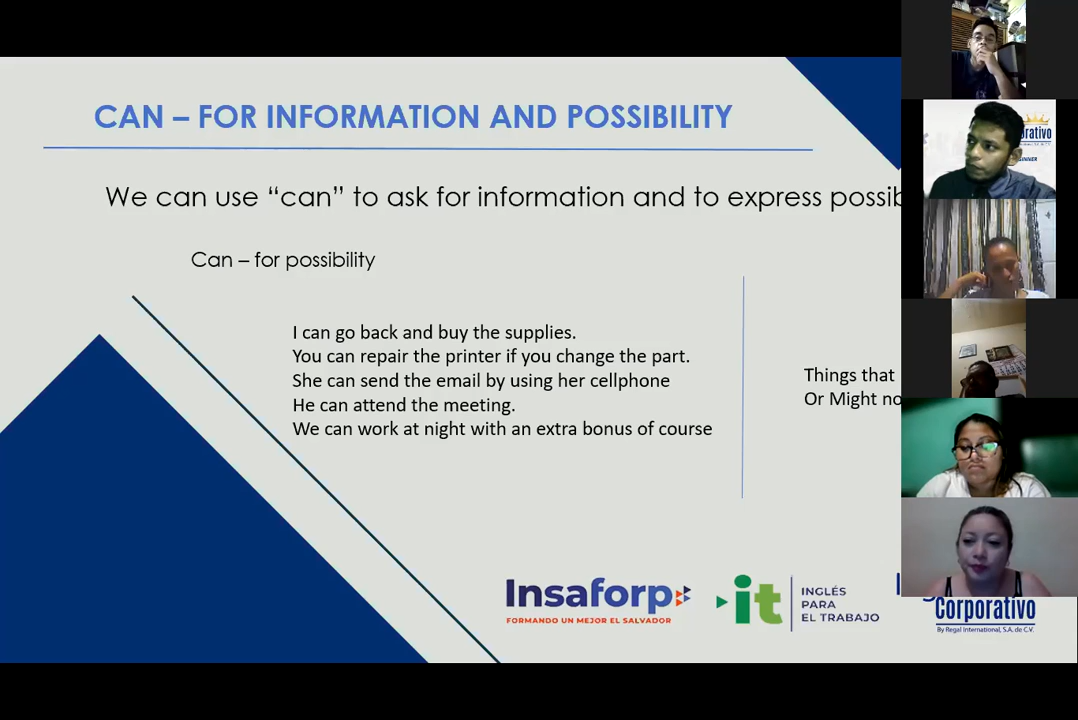 CAN – FOR INFORMATION AND POSSIBILITY
We can use “can” to ask for information and to express
Can – for possibility
I can go back and buy the supplies.
You can repair the printer if you change the part.
She can send the email by using her cellphone
He can attend the meeting.
We can work at night with an extra bonus of course
Things that
Or Might
Insaforp
FORMANDO UN MEJOR EL SALVADOR
it
INGLÉS
PARA
EL TRABAJO
Corporativo
By Regal International, S.A. de C.V.